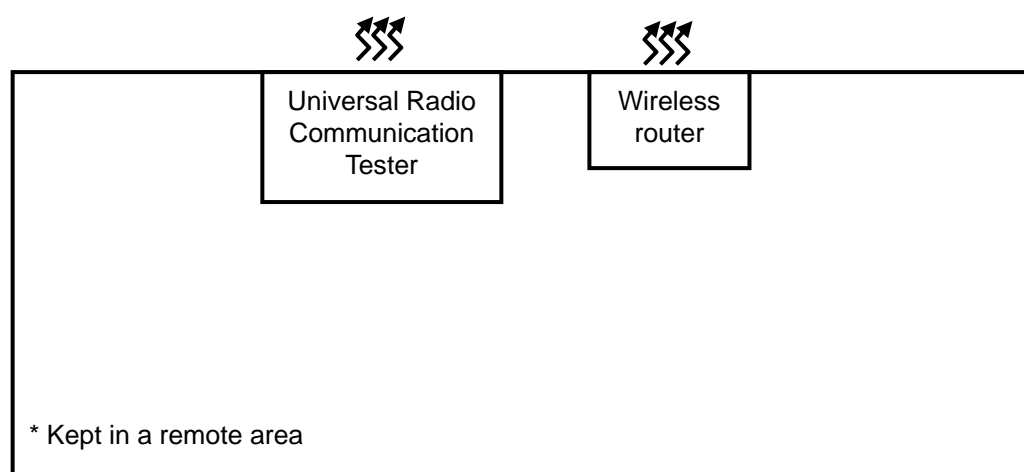 Universal Radio
Communication
Tester
Wireless
router
* Kept in a remote area